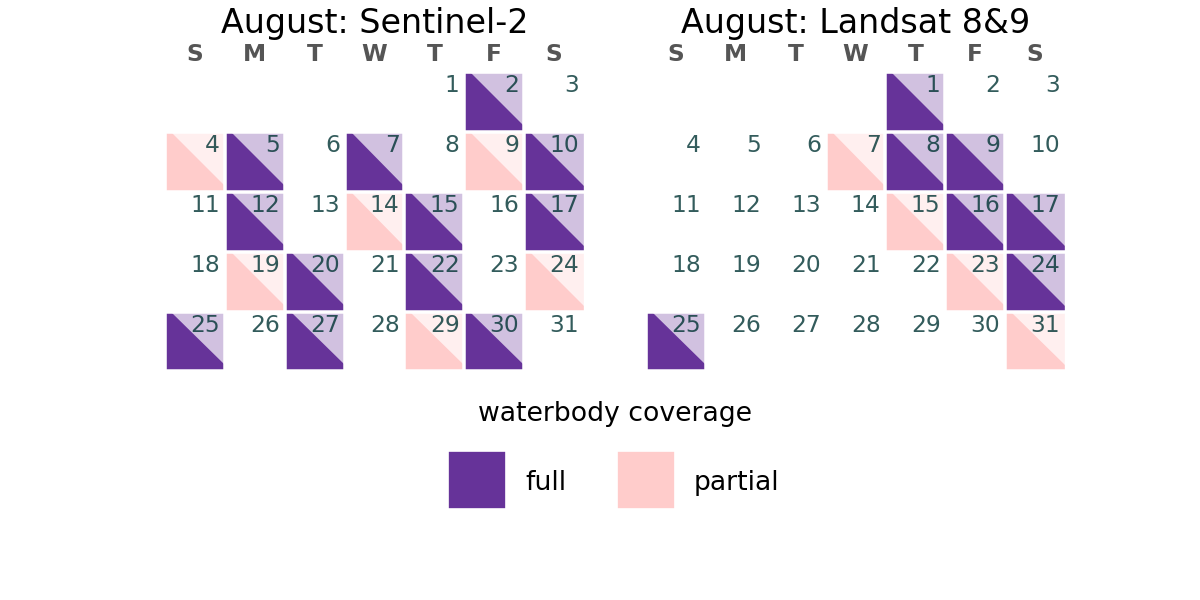 August: Sentinel-2
S M T W T F S
1 2 3
4 5 6 7 8 9 10
11 12 13 14 15 16 17
18 19 20 21 22 23 24
25 26 27 28 29 30 31
August: Landsat 8&9
S M T W T F S
1 2 3
4 5 6 7 8 9 10
11 12 13 14 15 16 17
18 19 20 21 22 23 24
25 26 27 28 29 30 31
waterbody coverage
full partial